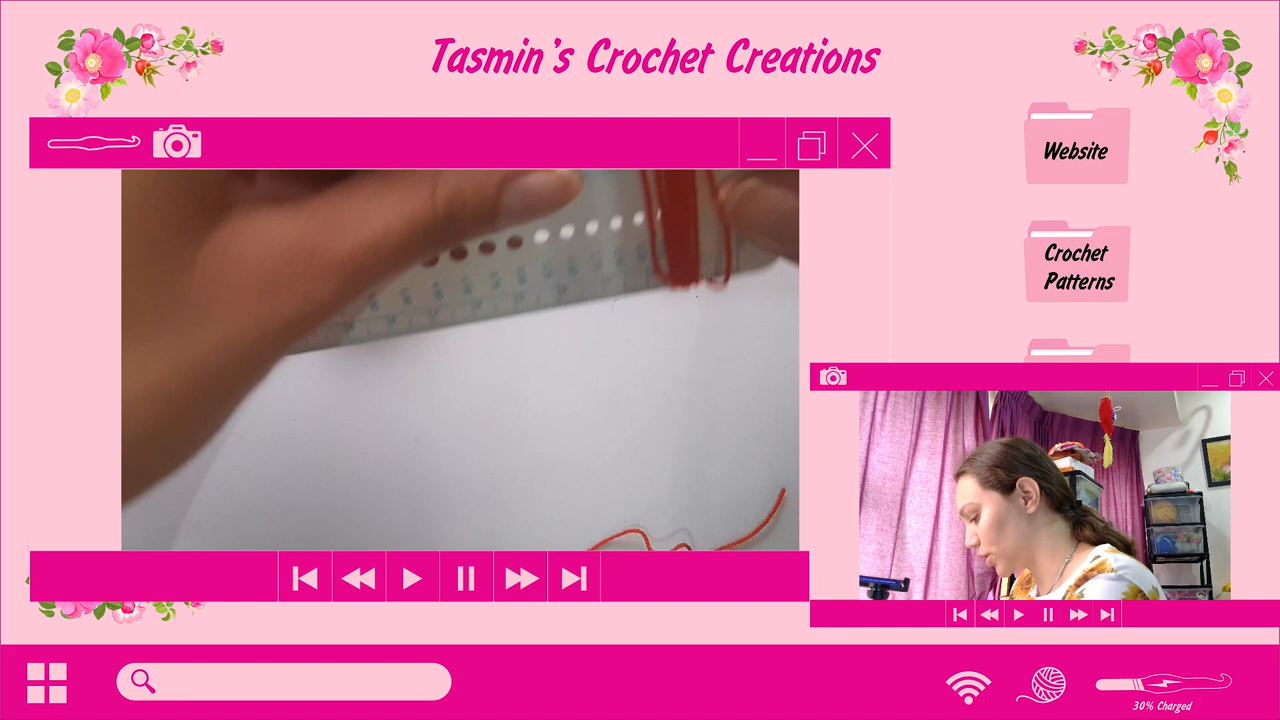 Tasmin's Crochet Creations
Website
Crochet
Patterns
30% Charged